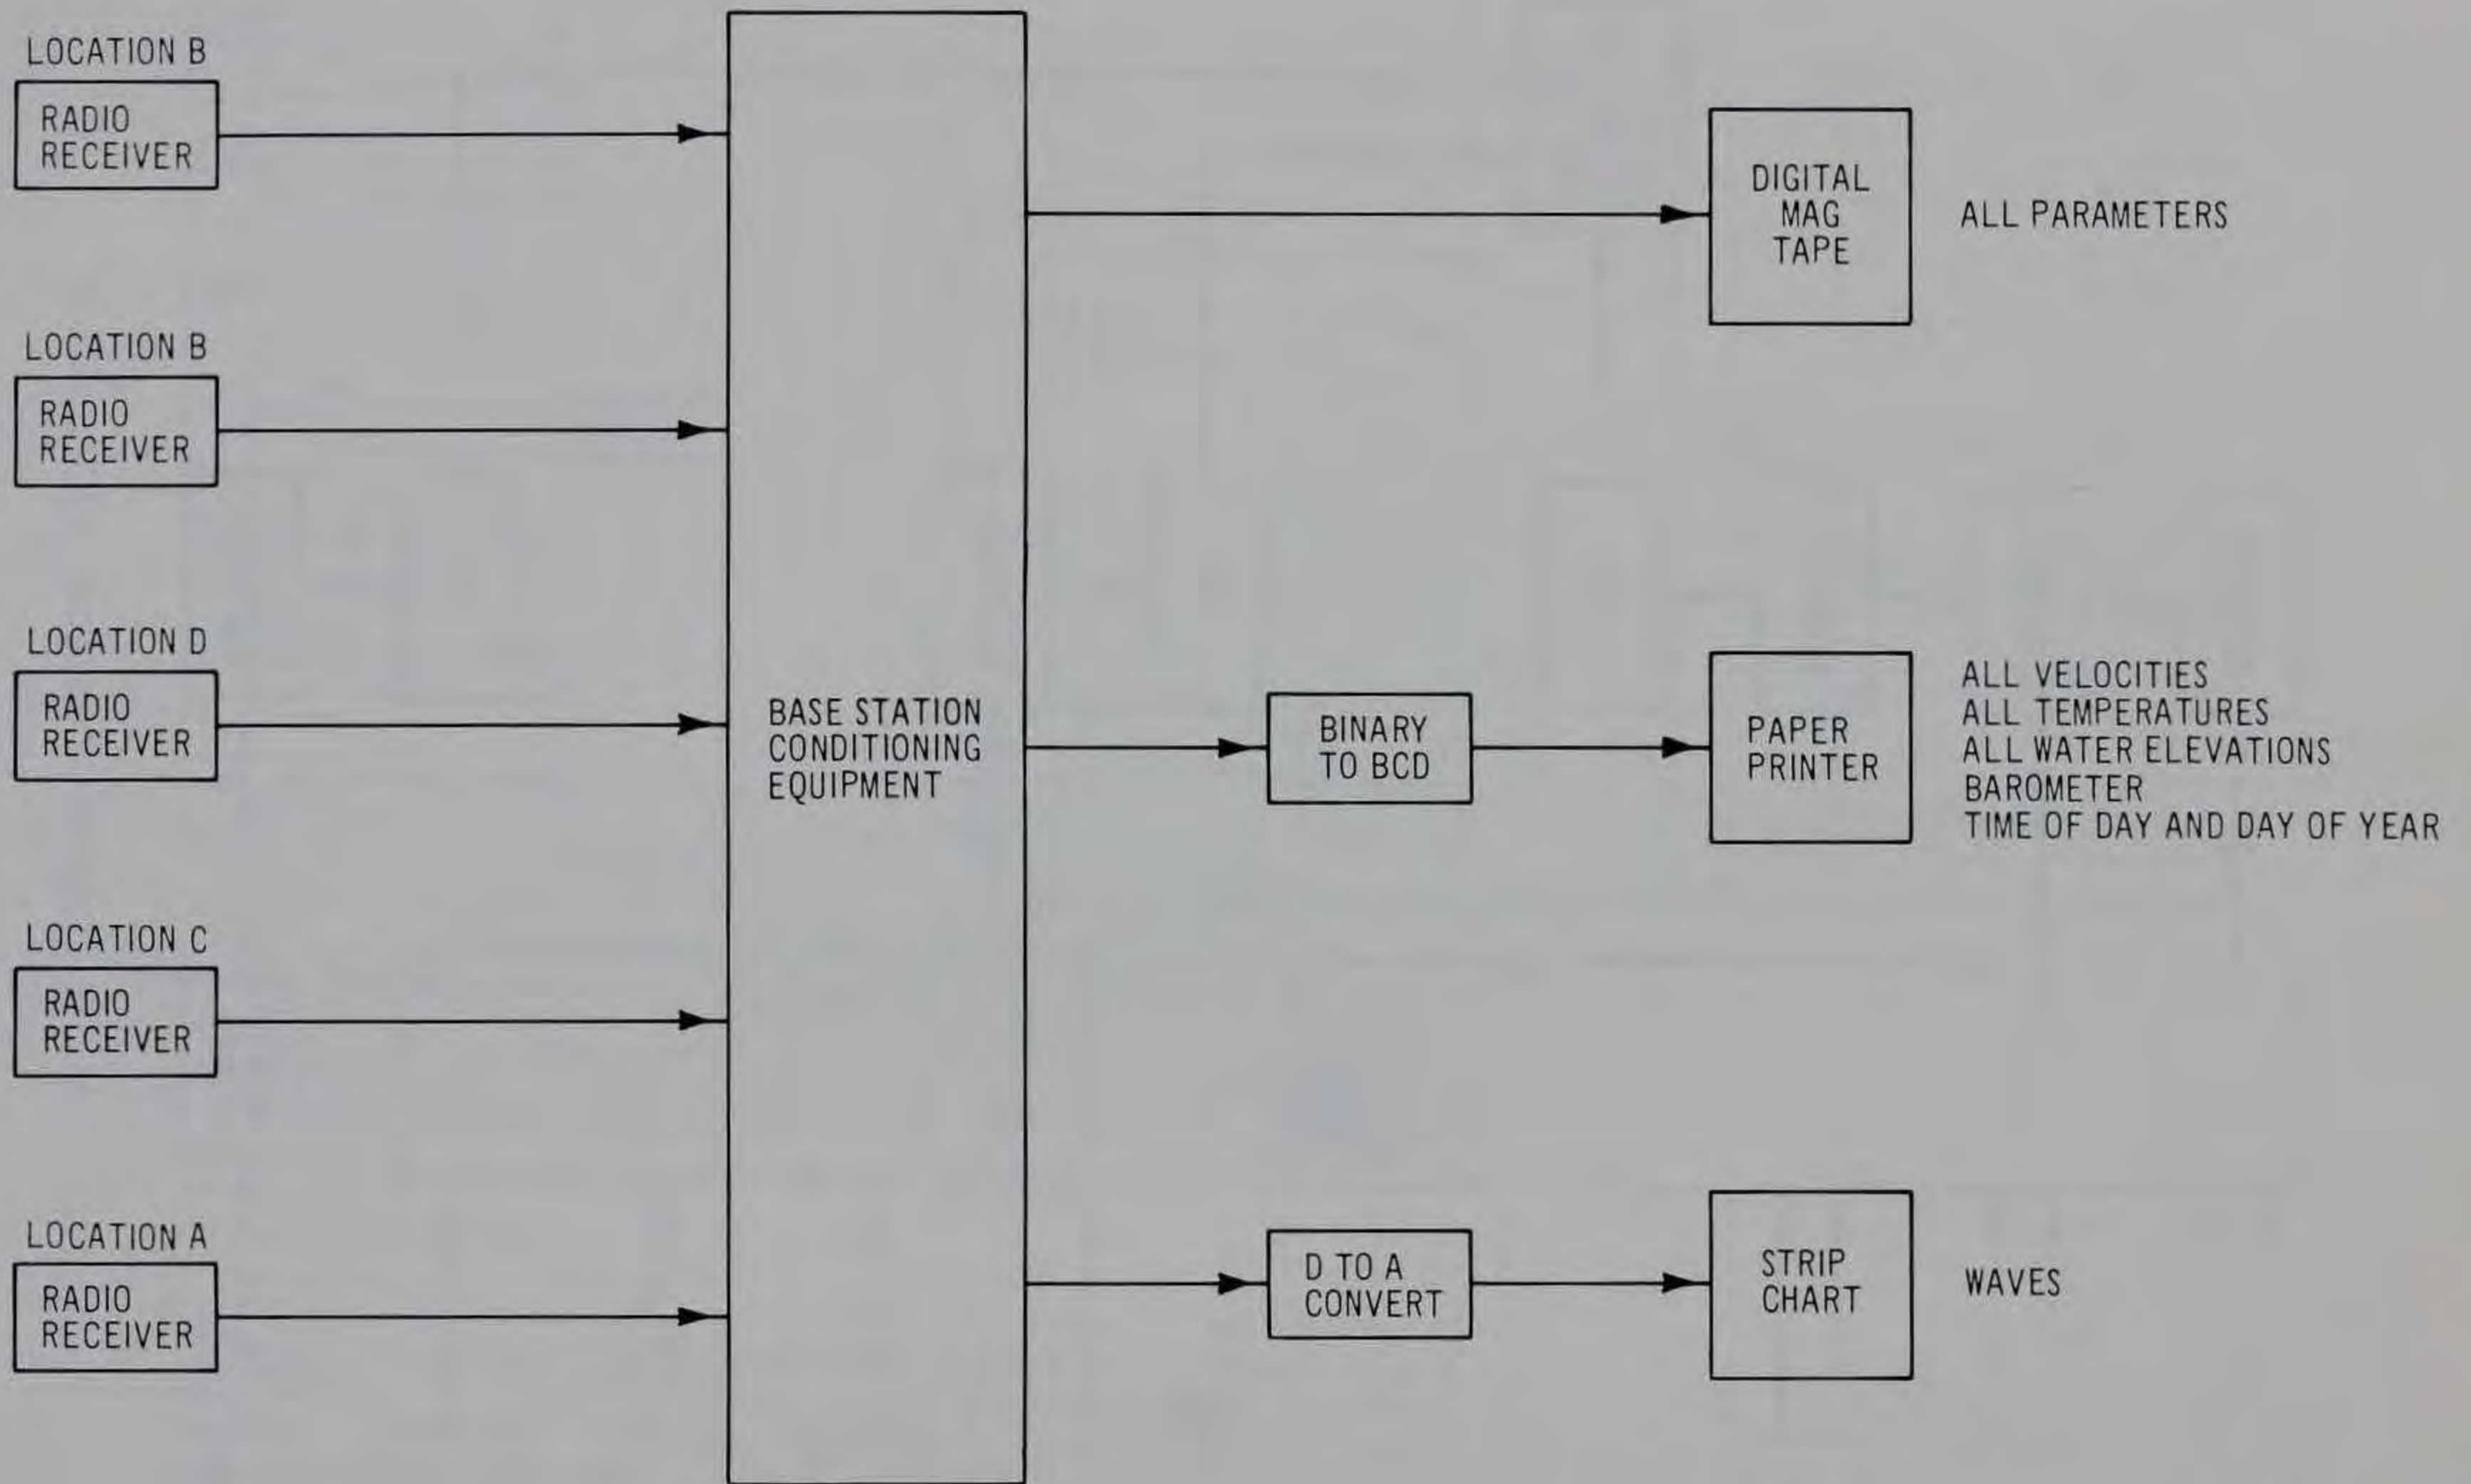 LOCATION B
RADIO
RECEIVER
LOCATION B
RADIO
RECEIVER
LOCATION D
RADIO
RECEIVER
LOCATION C
RADIO
RECEIVER
LOCATION A
RADIO
RECEIVER
BASE STATION
CONDITIONING
EQUIPMENT
DIGITAL
MAG
TAPE
ALL PARAMETERS
BINARY
TO BCD
PAPER
PRINTER
ALL VELOCITIES
ALL TEMPERATURES
ALL WATER ELEVATIONS
BAROMETER
TIME OF DAY AND DAY OF YEAR
D TO A
CONVERT
STRIP
CHART
WAVES